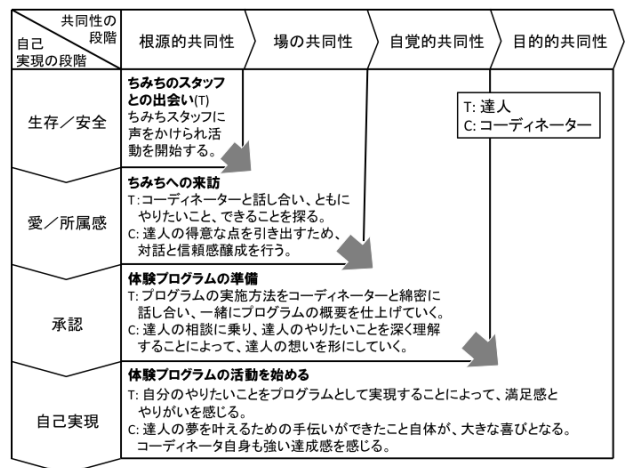 共同性の
段階
自己
実現の段階
根源的共同性
場の共同性
自覚的共同性
目的的共同性
生存／安全
ちみちのスタッフ
との出会い(T)
ちみちスタッフに
声をかけられ活
動を開始する。
T: 達人
C: コーディネーター
愛／所属感
ちみちへの来訪
T:コーディネーターと話し合い、ともに
やりたいこと、できることを探る。
C: 達人の得意な点を引き出すため、
対話と信頼感醸成を行う。
承認
体験プログラムの準備
T:プログラムの実施方法をコーディネーターと綿密に
話し合い、一緒にプログラムの概要を仕上げていく。
C: 達人の相談に乗り、達人のやりたいことを深く理解
することによって、達人の想いを形にしていく。
自己実現
体験プログラムの活動を始める
T: 自分のやりたいことをプログラムとして実現することによって、満足感と
やりがいを感じる。
C: 達人の夢を叶えるための手伝いができたこと自体が、大きな喜びとなる。
コーディネータ自身も強い達成感を感じる。